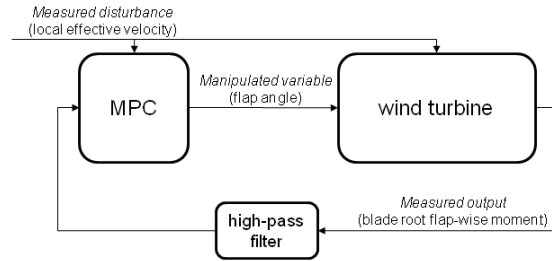 Measured disturbance
(local effective velocity)
MPC
Manipulated variable
(flap angle)
wind turbine
Measured output
(blade root flap-wise moment)
high-pass
filter